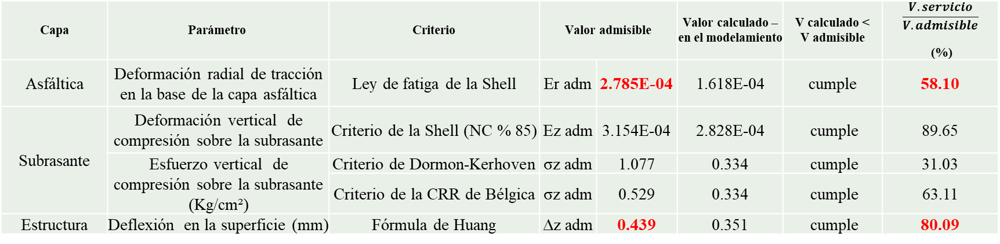 Capa
Parámetro
Criterio
Valor admisible
Valor calculado –
en el modelamiento
V calculado <
V admisible
V.servicio
V.admisible
(%)
Asfáltica
Deformación radial de tracción
en la base de la capa asfáltica
Ley de fatiga de la Shell
Er adm
2.785E-04
1.618E-04
cumple
58.10
Subrasante
Deformación vertical de
compresión sobre la subrasante
Criterio de la Shell (NC % 85)
Ez adm
3.154E-04
2.828E-04
cumple
89.65
Esfuerzo vertical de
compresión sobre la subrasante
(Kg/cm²)
Criterio de Dormon-Kerhoven
σz adm
1.077
0.334
cumple
31.03
Criterio de la CRR de Bélgica
σz adm
0.529
0.334
cumple
63.11
Estructura
Deflexión en la superficie (mm)
Fórmula de Huang
Δz adm
0.439
0.351
cumple
80.09